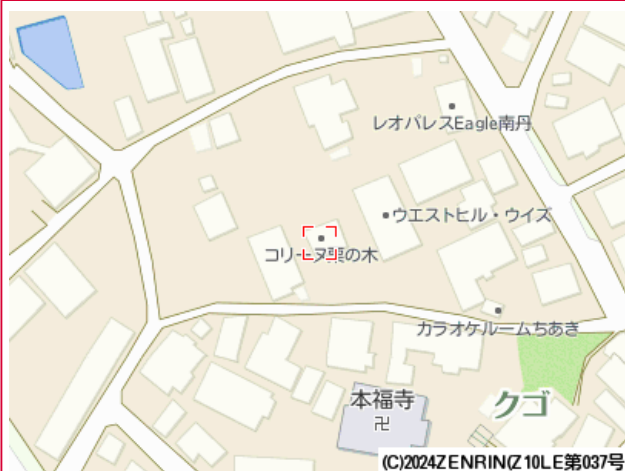 レオパレスEagle南丹
ウエストヒル・ウイズ
コリーヌ栗の木
カラオケルームちあき
本福寺
卍
クゴ
(C)2024ZENRIN(Z10LE第037号